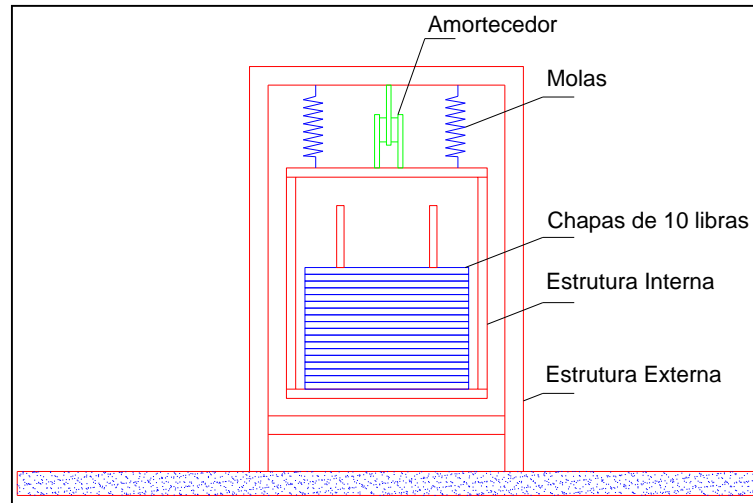 Amortecedor
Molas
Chapas de 10 libras
Estrutura Interna
Estrutura Externa